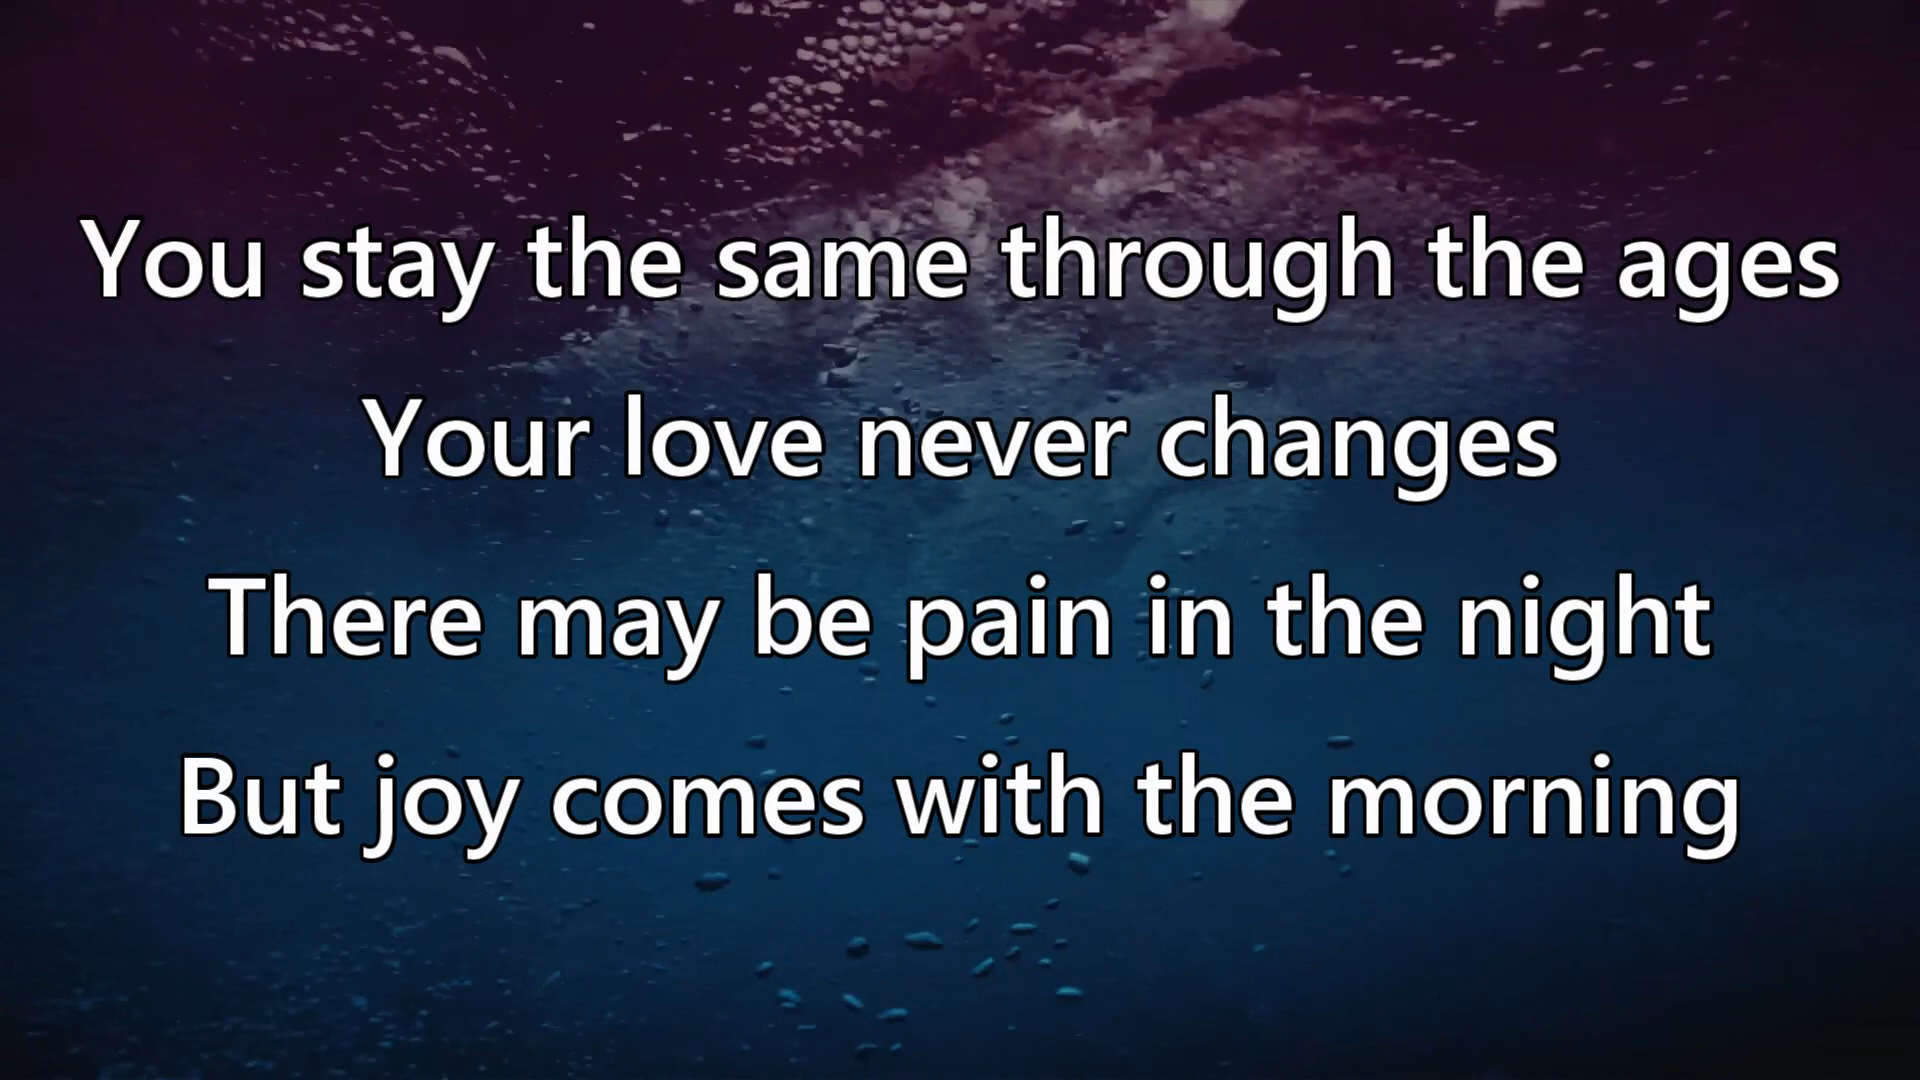 You stay the same through the ages
Your love never changes
There may be pain in the night
But joy comes with the morning